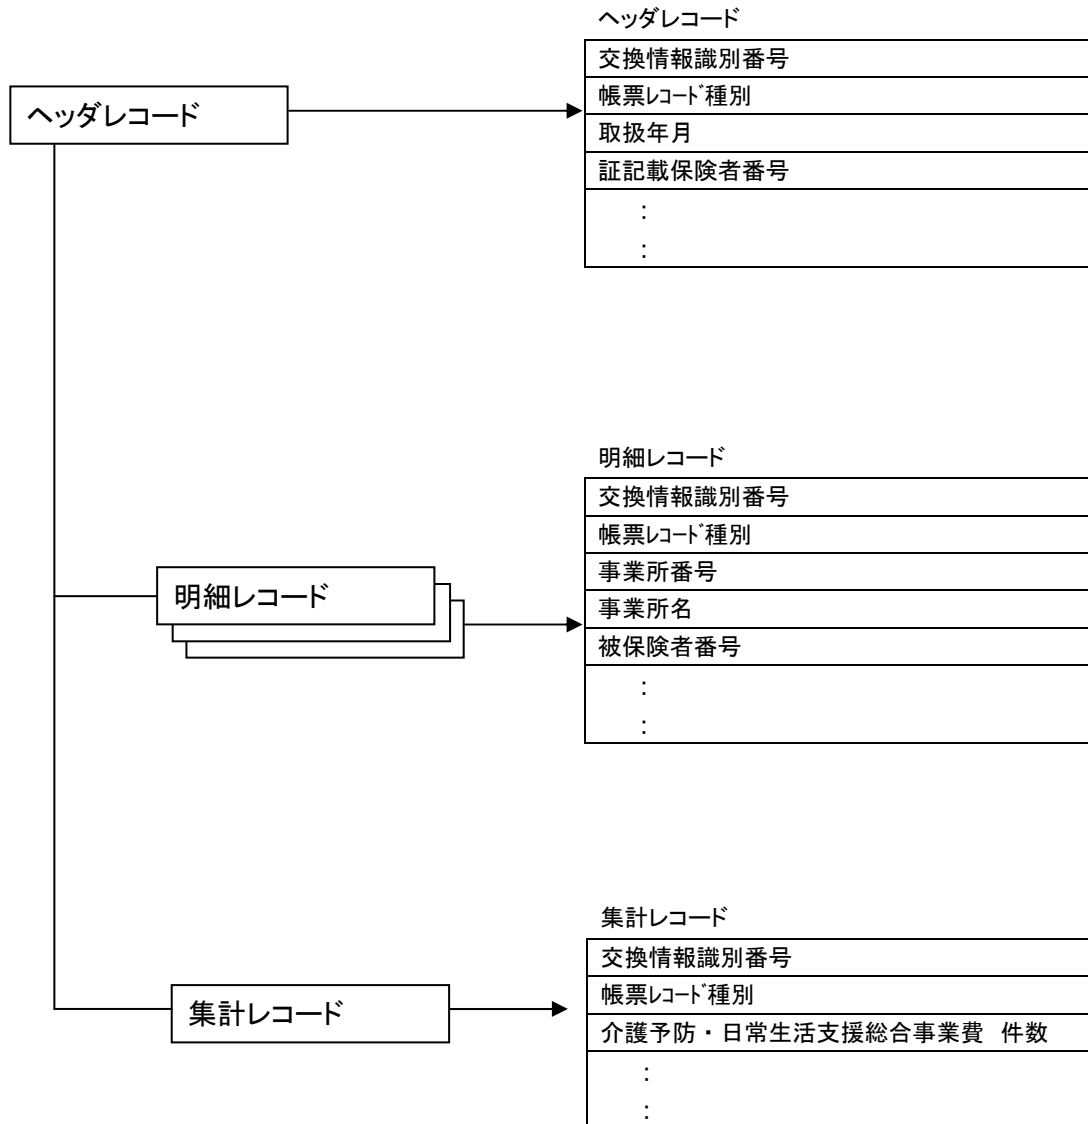 ヘッダレコード
ヘッダレコード
交換情報識別番号
帳票ﾚｺｰﾄﾞ種別
取扱年月
証記載保険者番号
:
:
明細レコード
明細レコード
交換情報識別番号
帳票ﾚｺｰﾄﾞ種別
事業所番号
事業所名
被保険者番号
:
:
集計レコード
集計レコード
交換情報識別番号
帳票ﾚｺｰﾄﾞ種別
介護予防・日常生活支援総合事業費　件数
:
: